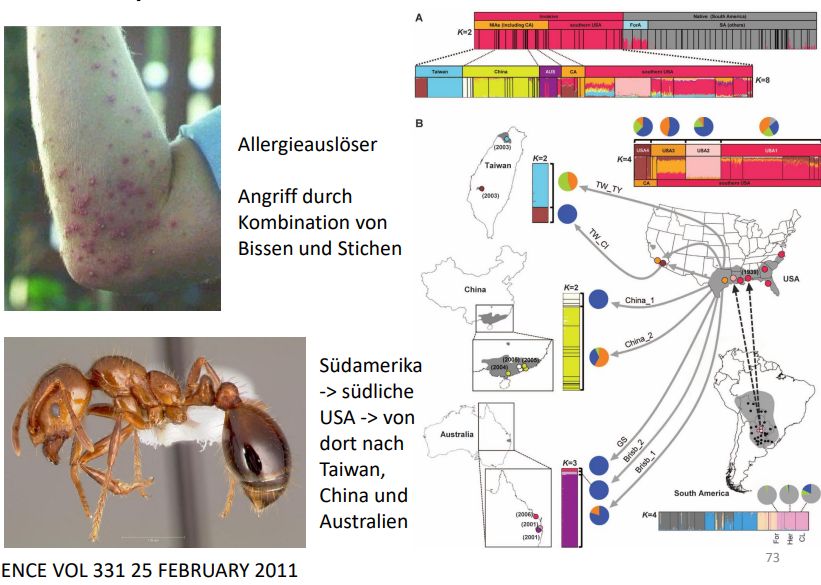 Allergieauslöser
Angriff durch
Kombination von
Bissen und Stichen
Südamerika
-> südliche
USA -> von
dort nach
Taiwan,
China und
Australien
ENCE VOL 331 25 FEBRUARY 2011
A
Invasive
Native (South America)
NIAs (including CA)
southern USA
ForA
SA (others)
K=2
Taiwan
China
AUS
CA
southern USA
K=8
B
(2003)
Taiwan
K=2
(2003)
TW_TY
TW_CI
USA4
USA3
USA2
USA1
K=4
CA
southern USA
(1939)
USA
China
K=2
China_1
China_2
(2005)
(2004)
Australia
GS
Brisb_2
Brisb_1
K=3
(2006)
(2001)
(2001)
South America
K=4
For
Her
CL
73